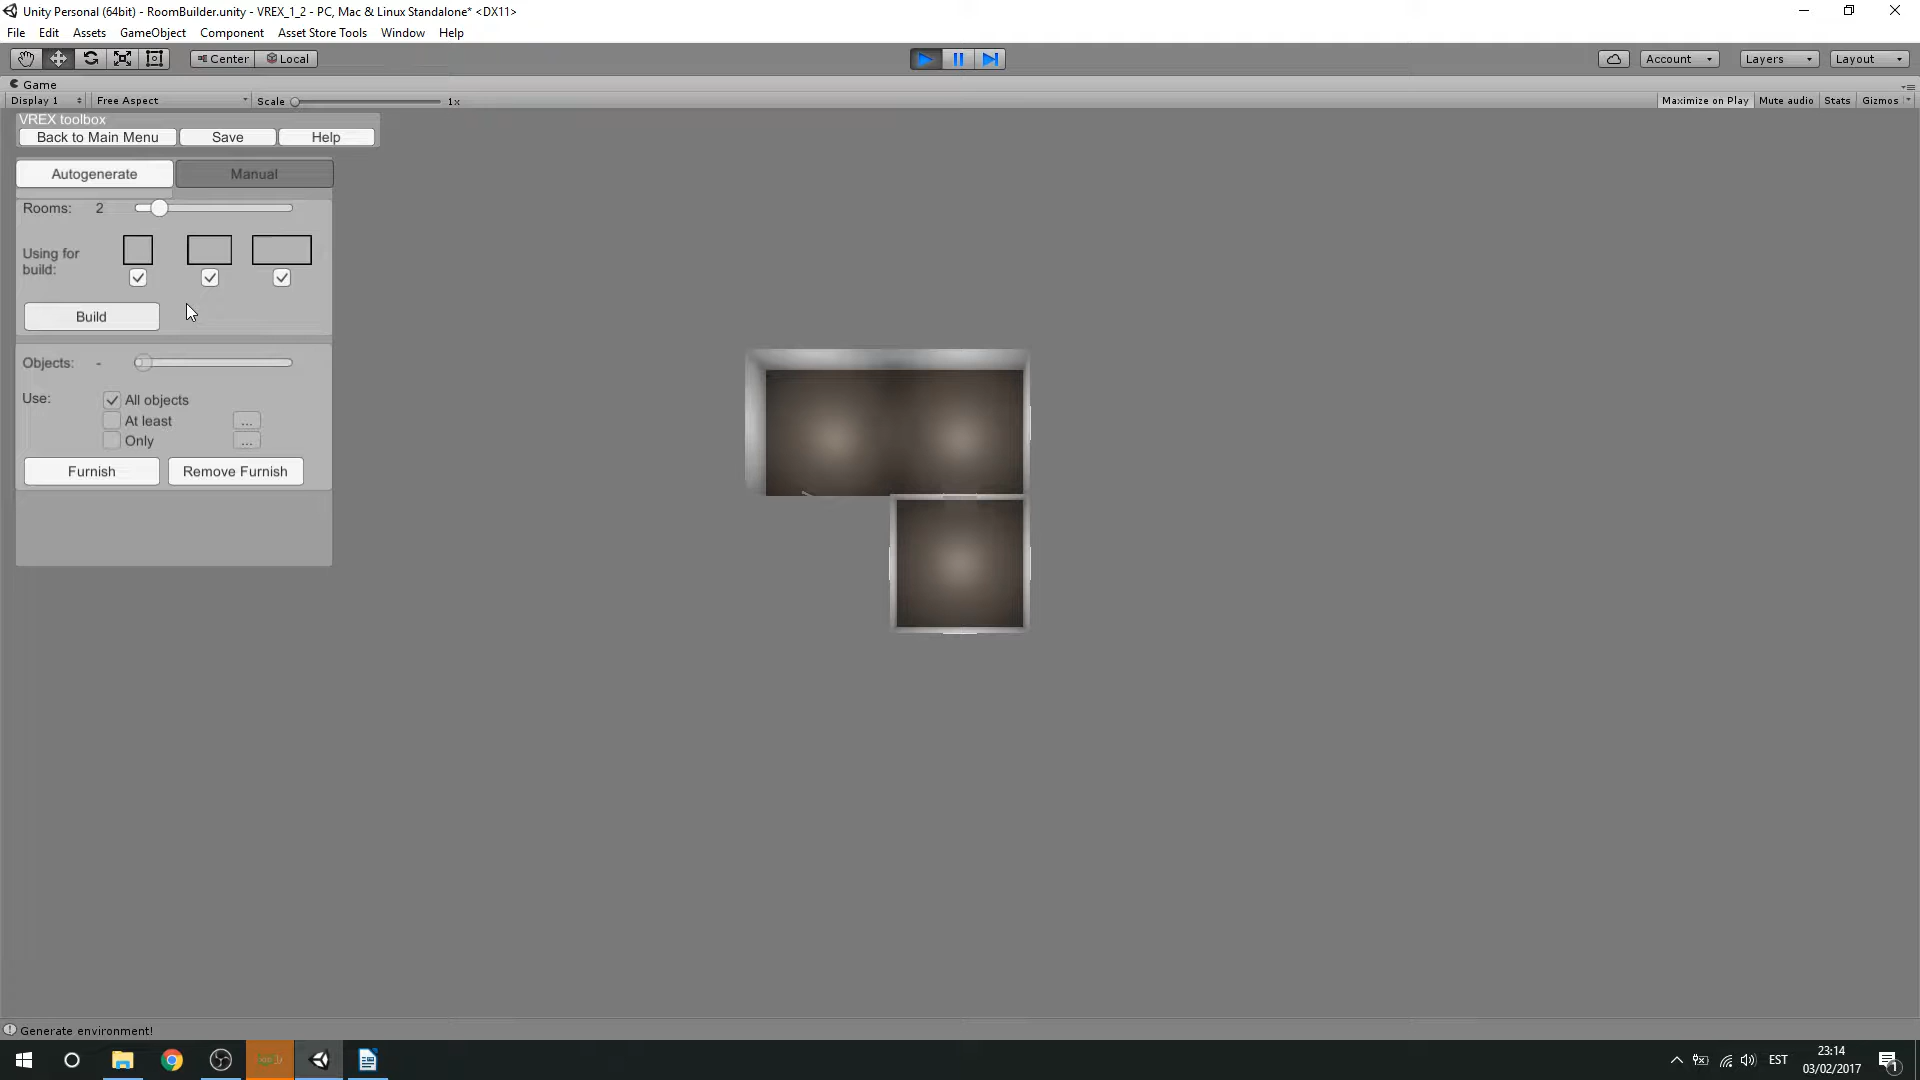 Unity Personal (64bit) - RoomBuilder.unity - VREX_1_2 - PC, Mac & Linux Standalone* <DX11>
File Edit Assets GameObject Component Asset Store Tools Window Help
Center Local Account Layers Layout
Game
Display 1 Free Aspect Scale 1x Maximize on Play Mute audio Stats Gizmos
VREX toolbox
Back to Main Menu Save Help
Autogenerate Manual
Rooms: 2
Using for
build:
Build
Objects: -
Use: All objects
At least ...
Only ...
Furnish Remove Furnish
Generate environment!
EST
23:14
03/02/2017
1